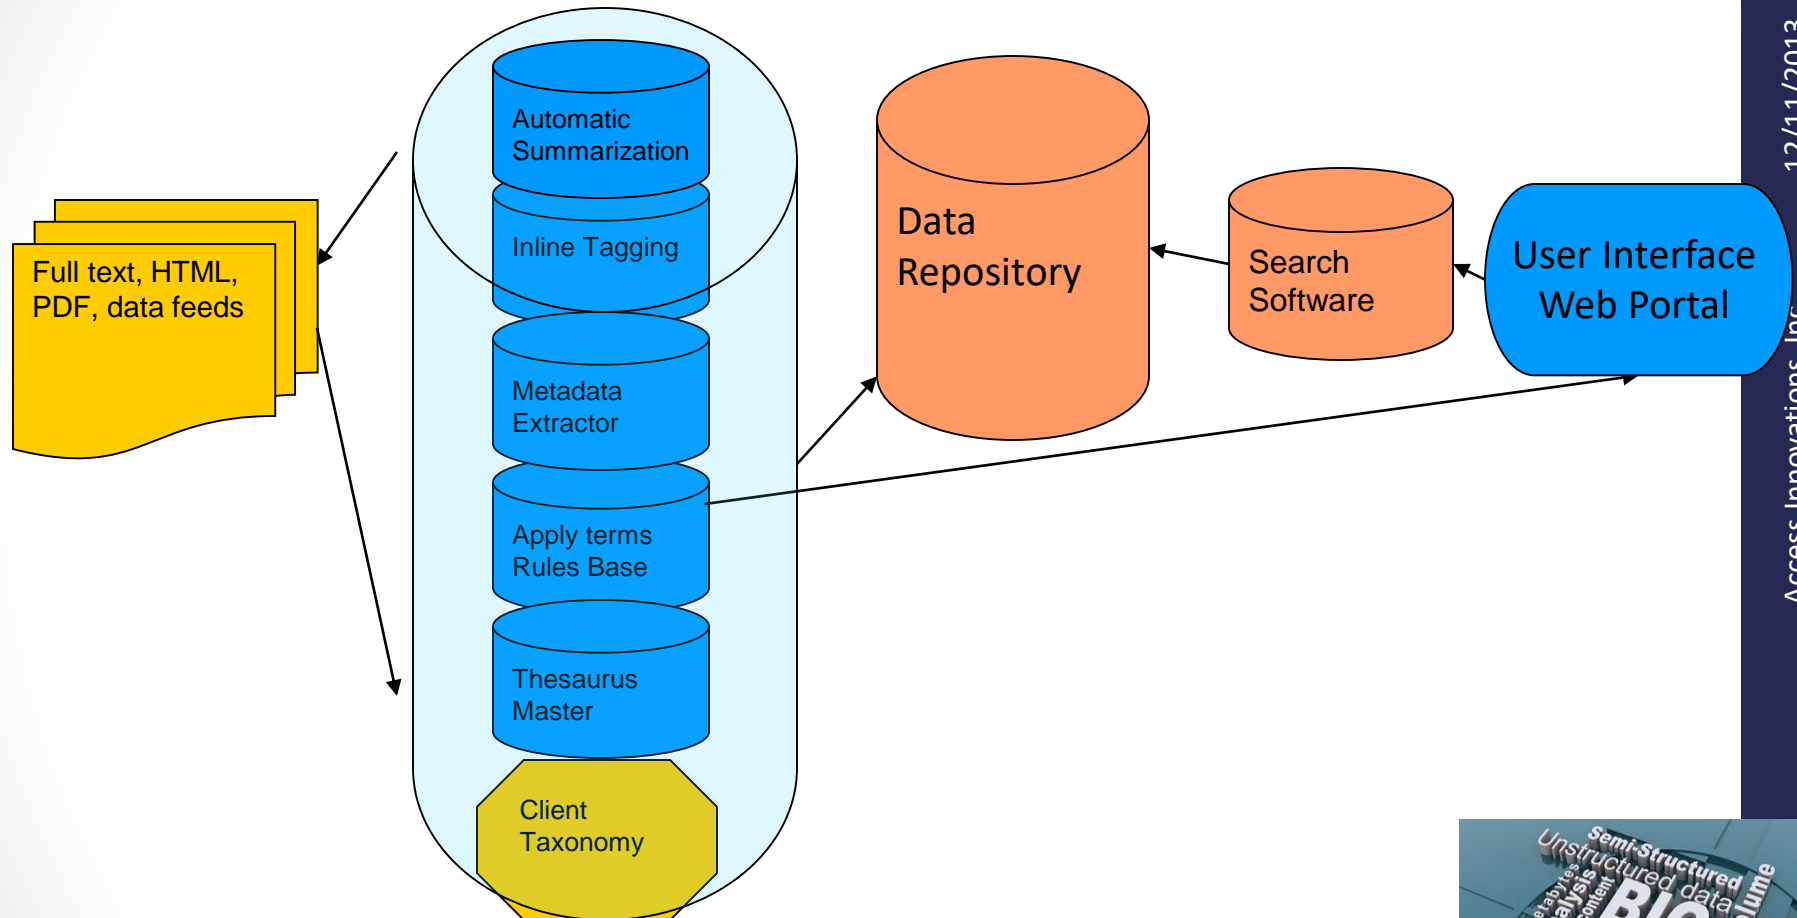 Automatic
Summarization
Inline Tagging
Metadata
Extractor
Apply terms
Rules Base
Thesaurus
Master
Client
Taxonomy
Full text, HTML,
PDF, data feeds
Data
Repository
Search
Software
User Interface
Web Portal
12/11/2013
Access Innovations, Inc
Semi-Structured
Unstructured data